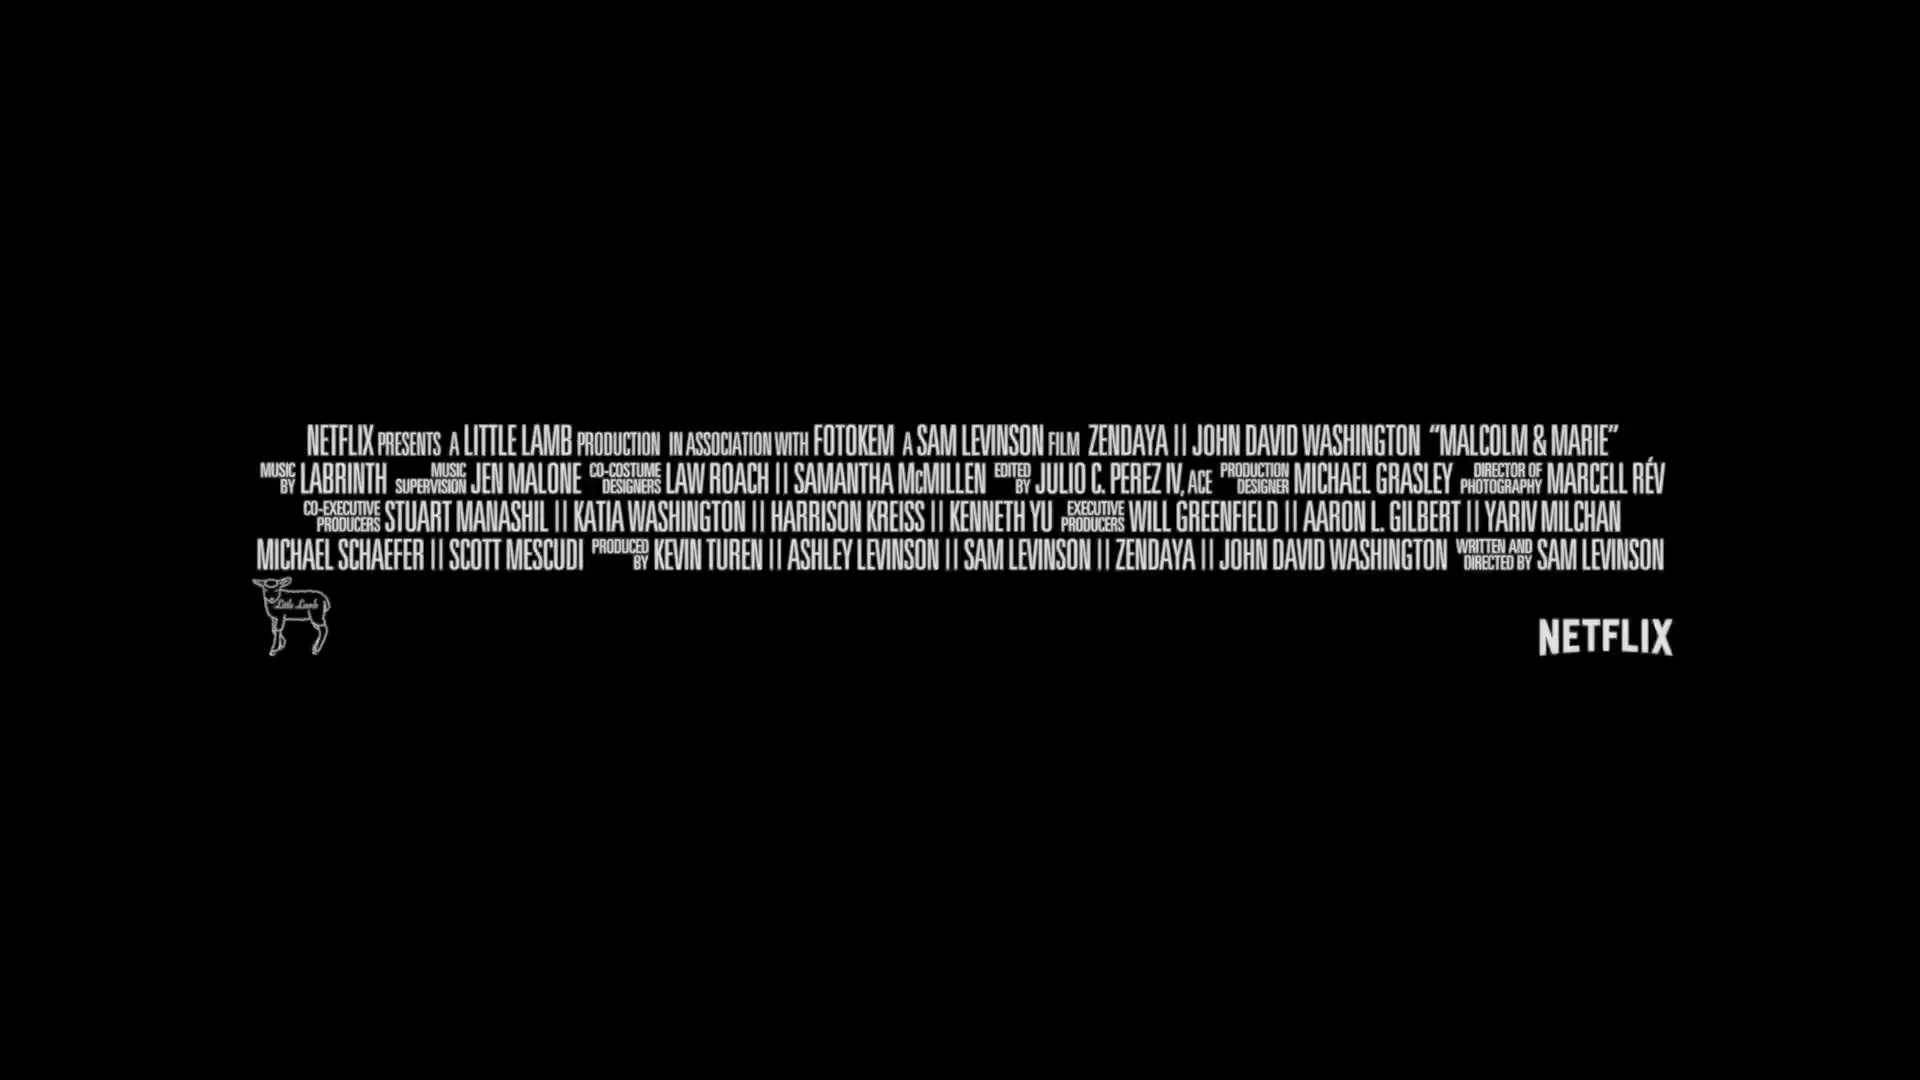 NETFLIX PRESENTS A LITTLE LAMB PRODUCTION IN ASSOCIATION WITH FOTOKEM A SAM LEVINSON FILM ZENDAYA || JOHN DAVID WASHINGTON “MALCOLM & MARIE”
MUSIC BY LABRINTH MUSIC SUPERVISION JEN MALONE CO-COSTUME DESIGNERS LAW ROACH || SAMANTHA McMILLEN EDITED BY JULIO C. PEREZ IV, ACE PRODUCTION DESIGNER MICHAEL GRASLEY DIRECTOR OF PHOTOGRAPHY MARCELL RÉV
CO-EXECUTIVE PRODUCERS STUART MANASHIL || KATIA WASHINGTON || HARRISON KREISS || KENNETH YU EXECUTIVE PRODUCERS WILL GREENFIELD || AARON L. GILBERT || YARIV MILCHAN
MICHAEL SCHAEFER || SCOTT MESCUDI PRODUCED BY KEVIN TUREN || ASHLEY LEVINSON || SAM LEVINSON || ZENDAYA || JOHN DAVID WASHINGTON WRITTEN AND DIRECTED BY SAM LEVINSON
Little Lamb
NETFLIX